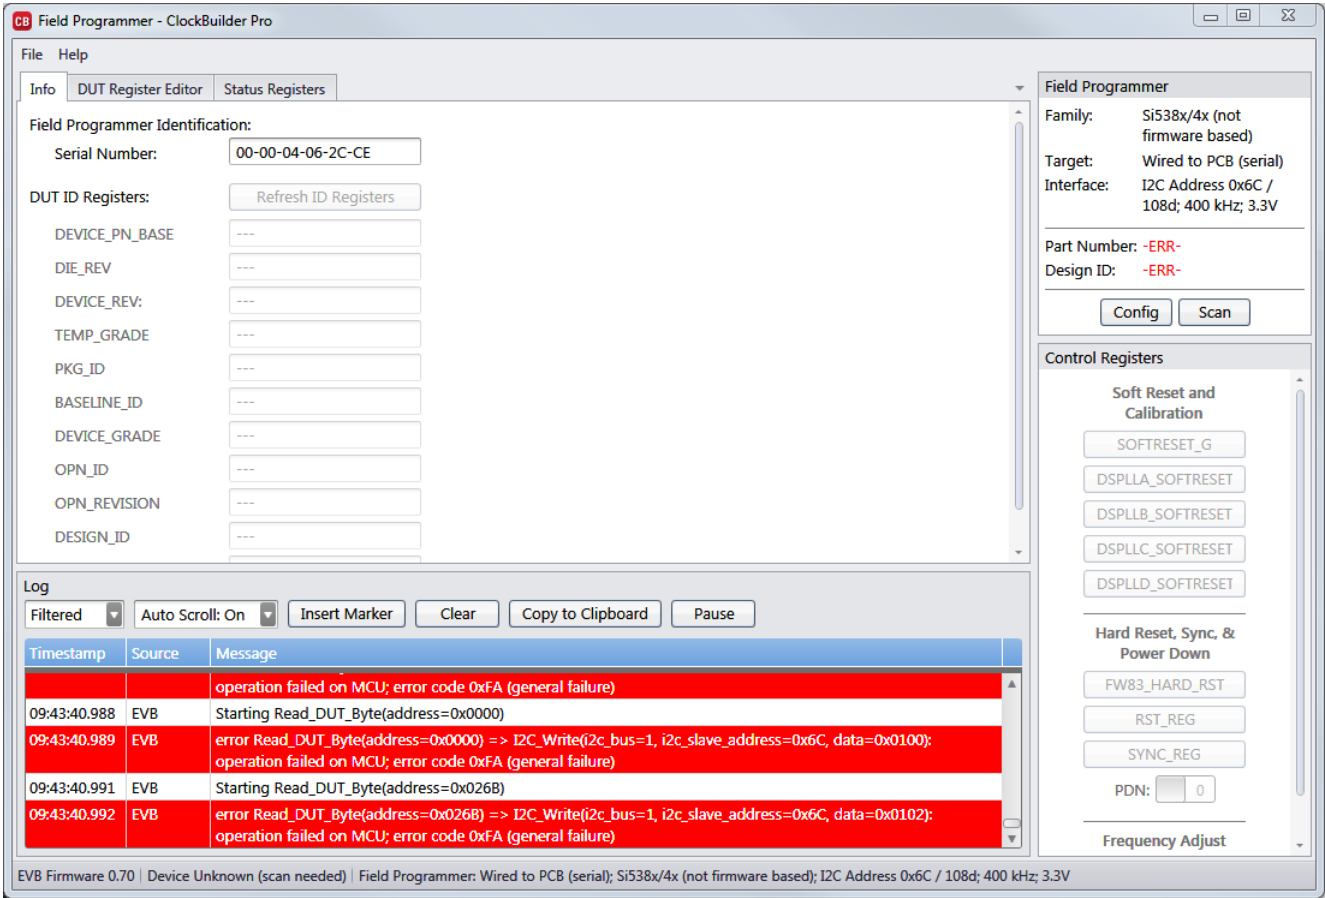 CB Field Programmer - ClockBuilder Pro
File Help
Info DUT Register Editor Status Registers
Field Programmer Identification:
Serial Number: 00-00-04-06-2C-CE
DUT ID Registers: Refresh ID Registers
DEVICE_PN_BASE ---
DIE_REV ---
DEVICE_REV: ---
TEMP_GRADE ---
PKG_ID ---
BASELINE_ID ---
DEVICE_GRADE ---
OPN_ID ---
OPN_REVISION ---
DESIGN_ID ---
Field Programmer
Family: Si538x/4x (not
firmware based)
Target: Wired to PCB (serial)
Interface: I2C Address 0x6C /
108d; 400 kHz; 3.3V
Part Number: -ERR-
Design ID: -ERR-
Config Scan
Control Registers
Soft Reset and
Calibration
SOFTRESET_G
DSPLLA_SOFTRESET
DSPLLB_SOFTRESET
DSPLLC_SOFTRESET
DSPLLD_SOFTRESET
Hard Reset, Sync, &
Power Down
FW83_HARD_RST
RST_REG
SYNC_REG
PDN: 0
Frequency Adjust
Log
Filtered Auto Scroll: On Insert Marker Clear Copy to Clipboard Pause
Timestamp Source Message
operation failed on MCU; error code 0xFA (general failure)
09:43:40.988 EVB Starting Read_DUT_Byte(address=0x0000)
09:43:40.989 EVB error Read_DUT_Byte(address=0x0000) => I2C_Write(i2c_bus=1, i2c_slave_address=0x6C, data=0x0100):
operation failed on MCU; error code 0xFA (general failure)
09:43:40.991 EVB Starting Read_DUT_Byte(address=0x026B)
09:43:40.992 EVB error Read_DUT_Byte(address=0x026B) => I2C_Write(i2c_bus=1, i2c_slave_address=0x6C, data=0x0102):
operation failed on MCU; error code 0xFA (general failure)
EVB Firmware 0.70 | Device Unknown (scan needed) | Field Programmer: Wired to PCB (serial); Si538x/4x (not firmware based); I2C Address 0x6C / 108d; 400 kHz; 3.3V